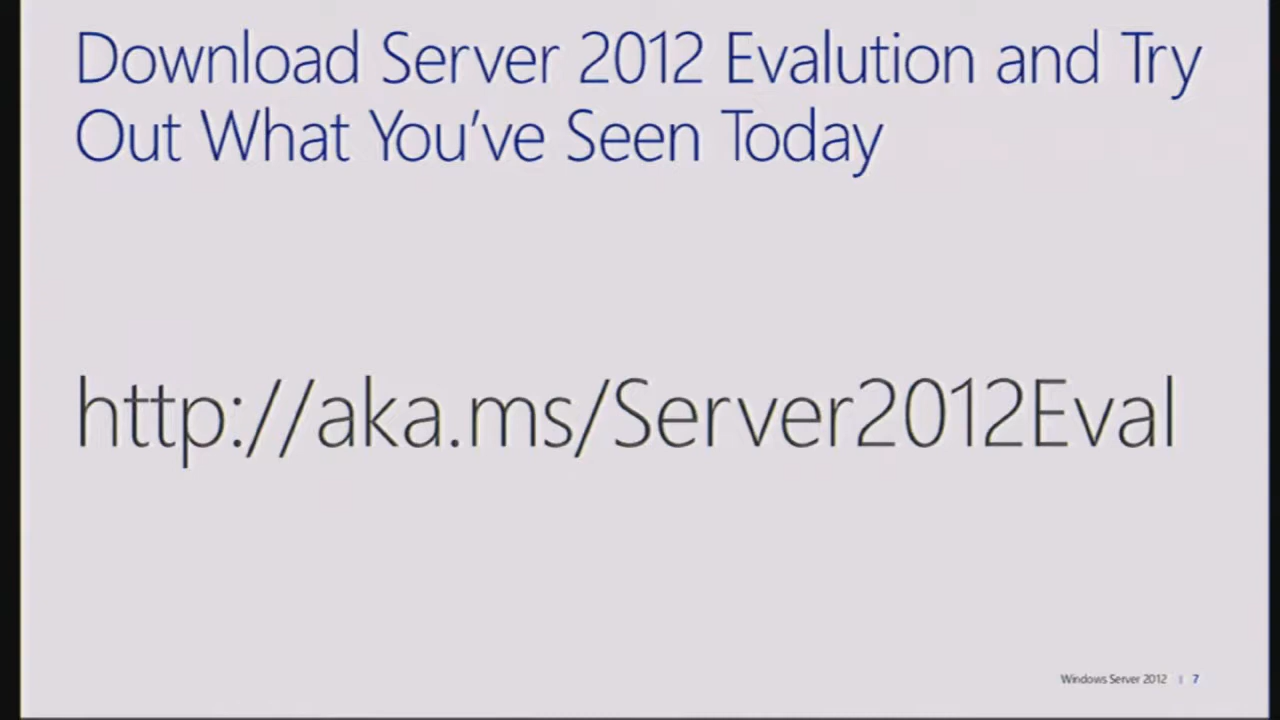 Download Server 2012 Evalution and Try
Out What You've Seen Today
http://aka.ms/Server2012Eval
Windows Server 2012 | 7